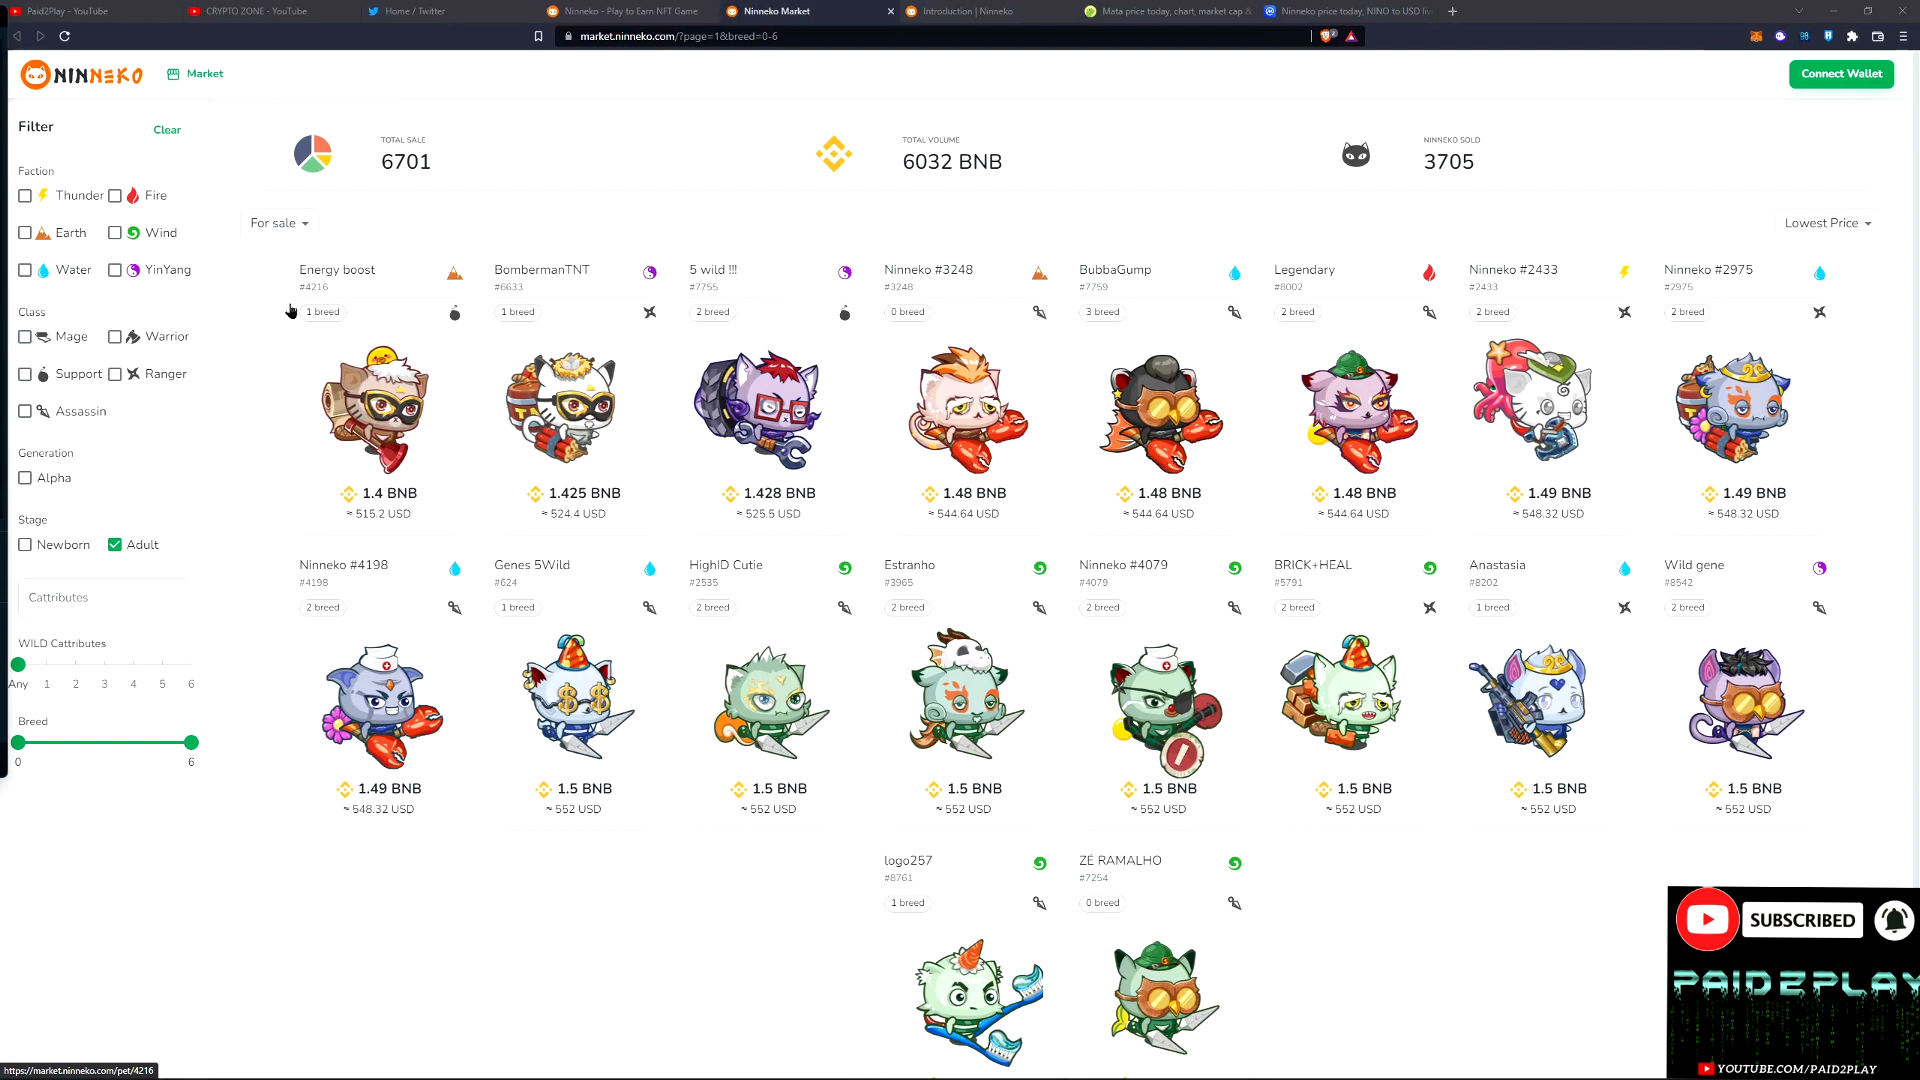 Paid2Play - YouTube
CRYPTO ZONE - YouTube
Home / Twitter
Ninneko - Play to Earn NFT Game
Ninneko Market
Introduction | Ninneko
Mata price today, chart, market cap &
Ninneko price today, NINO to USD liv
market.ninneko.com/?page=1&breed=0-6
NINNEKO
Market
Connect Wallet
Filter
Clear
TOTAL SALE
6701
TOTAL VOLUME
6032 BNB
NINNEKO SOLD
3705
Faction
Thunder
Fire
Earth
Wind
Water
YinYang
Class
Mage
Warrior
Support
Ranger
Assassin
Generation
Alpha
Stage
Newborn
Adult
Cattributes
WILD Cattributes
Any 1 2 3 4 5 6
Breed
0 6
For sale
Lowest Price
Energy boost
#4216
1 breed
1.4 BNB
≈ 515.2 USD
BombermanTNT
#6633
1 breed
1.425 BNB
≈ 524.4 USD
5 wild !!!
#7755
2 breed
1.428 BNB
≈ 525.5 USD
Ninneko #3248
#3248
0 breed
1.48 BNB
≈ 544.64 USD
BubbaGump
#7759
3 breed
1.48 BNB
≈ 544.64 USD
Legendary
#8002
2 breed
1.48 BNB
≈ 544.64 USD
Ninneko #2433
#2433
2 breed
1.49 BNB
≈ 548.32 USD
Ninneko #2975
#2975
2 breed
1.49 BNB
≈ 548.32 USD
Ninneko #4198
#4198
2 breed
1.49 BNB
≈ 548.32 USD
Genes 5Wild
#624
1 breed
1.5 BNB
≈ 552 USD
HighID Cutie
#2535
2 breed
1.5 BNB
≈ 552 USD
Estranho
#3965
2 breed
1.5 BNB
≈ 552 USD
Ninneko #4079
#4079
2 breed
1.5 BNB
≈ 552 USD
BRICK+HEAL
#5791
2 breed
1.5 BNB
≈ 552 USD
Anastasia
#8202
1 breed
1.5 BNB
≈ 552 USD
Wild gene
#8542
2 breed
1.5 BNB
≈ 552 USD
logo257
#8761
1 breed
ZÉ RAMALHO
#7254
0 breed
SUBSCRIBED
PAID2PLAY
YOUTUBE.COM/PAID2PLAY
https://market.ninneko.com/pet/4216